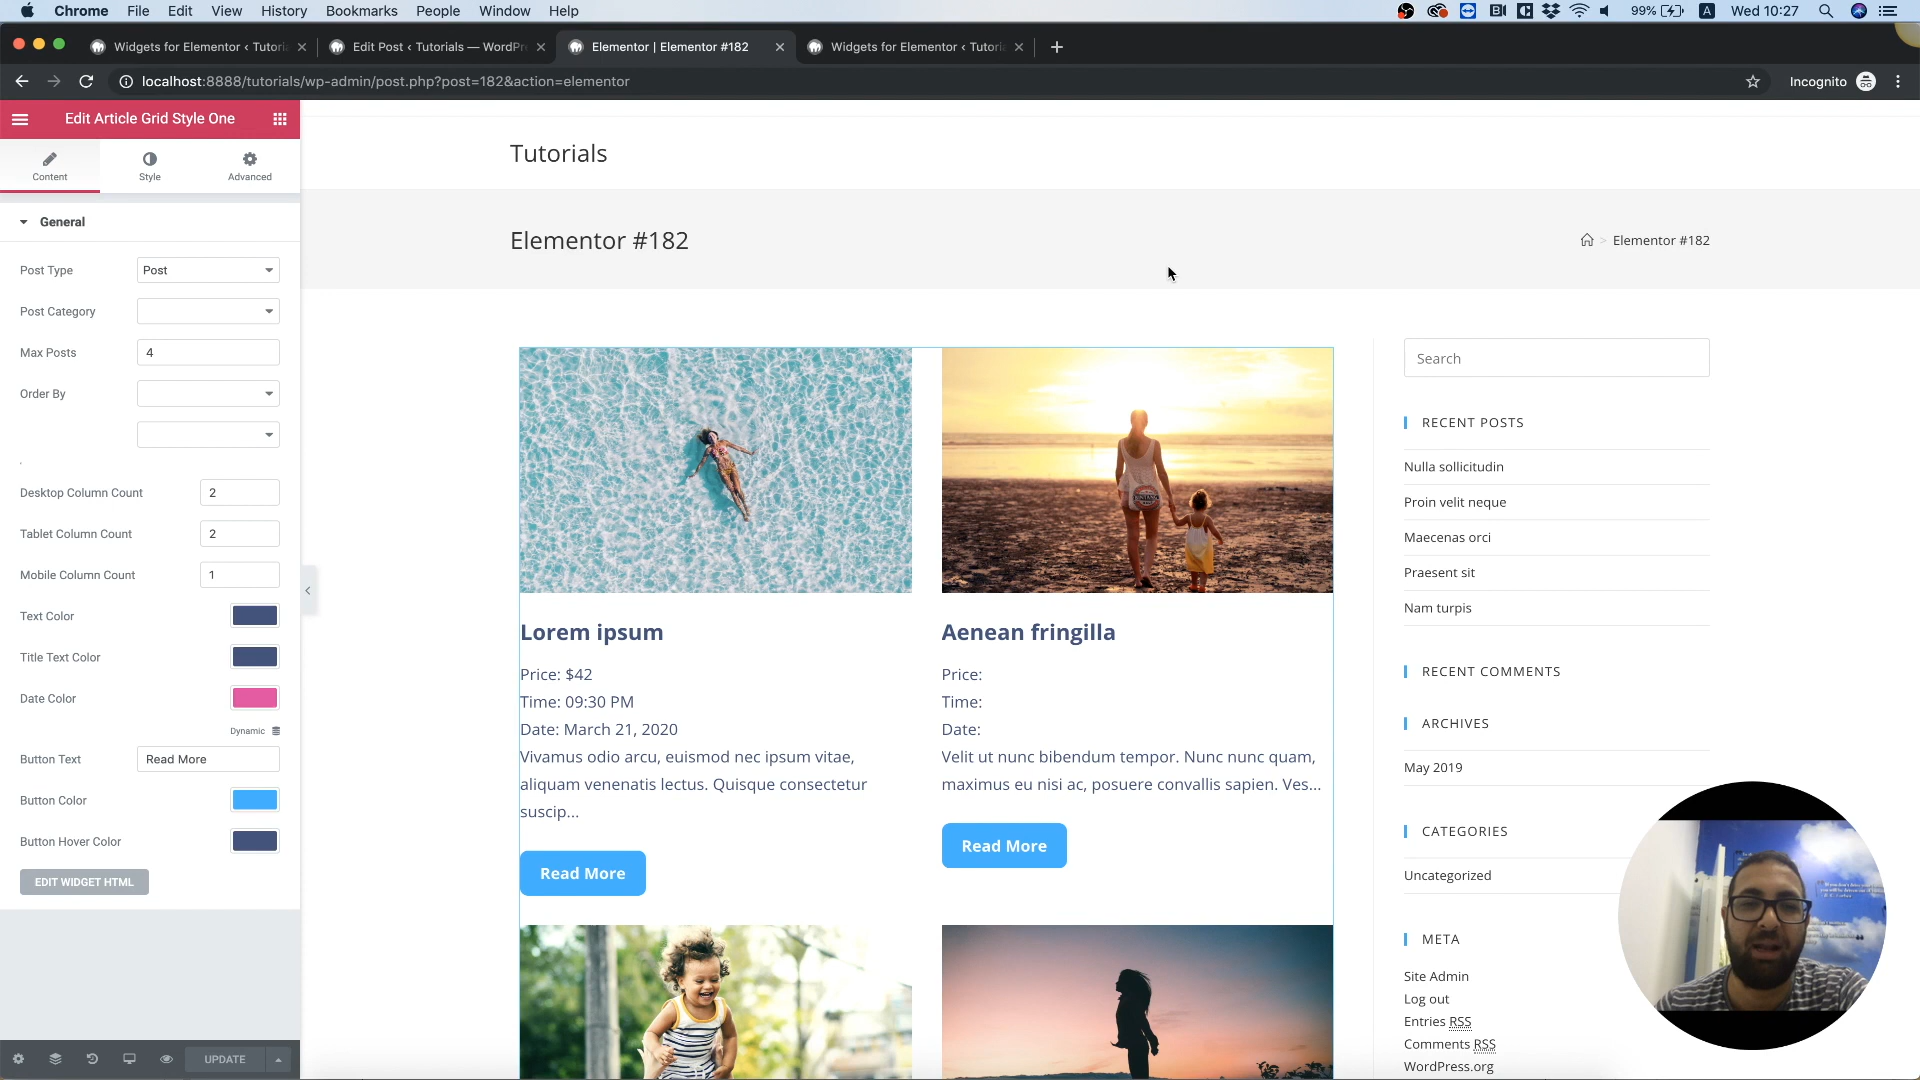 Chrome File Edit View History Bookmarks People Window Help
99% Wed 10:27
Widgets for Elementor ‹ Tutoria
Edit Post ‹ Tutorials — WordPr
Elementor | Elementor #182
Widgets for Elementor ‹ Tutoria
localhost:8888/tutorials/wp-admin/post.php?post=182&action=elementor
Incognito
Edit Article Grid Style One
Content Style Advanced
General
Post Type Post
Post Category
Max Posts 4
Order By
Desktop Column Count 2
Tablet Column Count 2
Mobile Column Count 1
Text Color
Title Text Color
Date Color
Dynamic
Button Text Read More
Button Color
Button Hover Color
EDIT WIDGET HTML
UPDATE
Tutorials
Elementor #182
> Elementor #182
Lorem ipsum
Price: $42
Time: 09:30 PM
Date: March 21, 2020
Vivamus odio arcu, euismod nec ipsum vitae,
aliquam venenatis lectus. Quisque consectetur
suscip...
Read More
Aenean fringilla
Price:
Time:
Date:
Velit ut nunc bibendum tempor. Nunc nunc quam,
maximus eu nisi ac, posuere convallis sapien. Ves...
Read More
Search
RECENT POSTS
Nulla sollicitudin
Proin velit neque
Maecenas orci
Praesent sit
Nam turpis
RECENT COMMENTS
ARCHIVES
May 2019
CATEGORIES
Uncategorized
META
Site Admin
Log out
Entries RSS
Comments RSS
WordPress.org